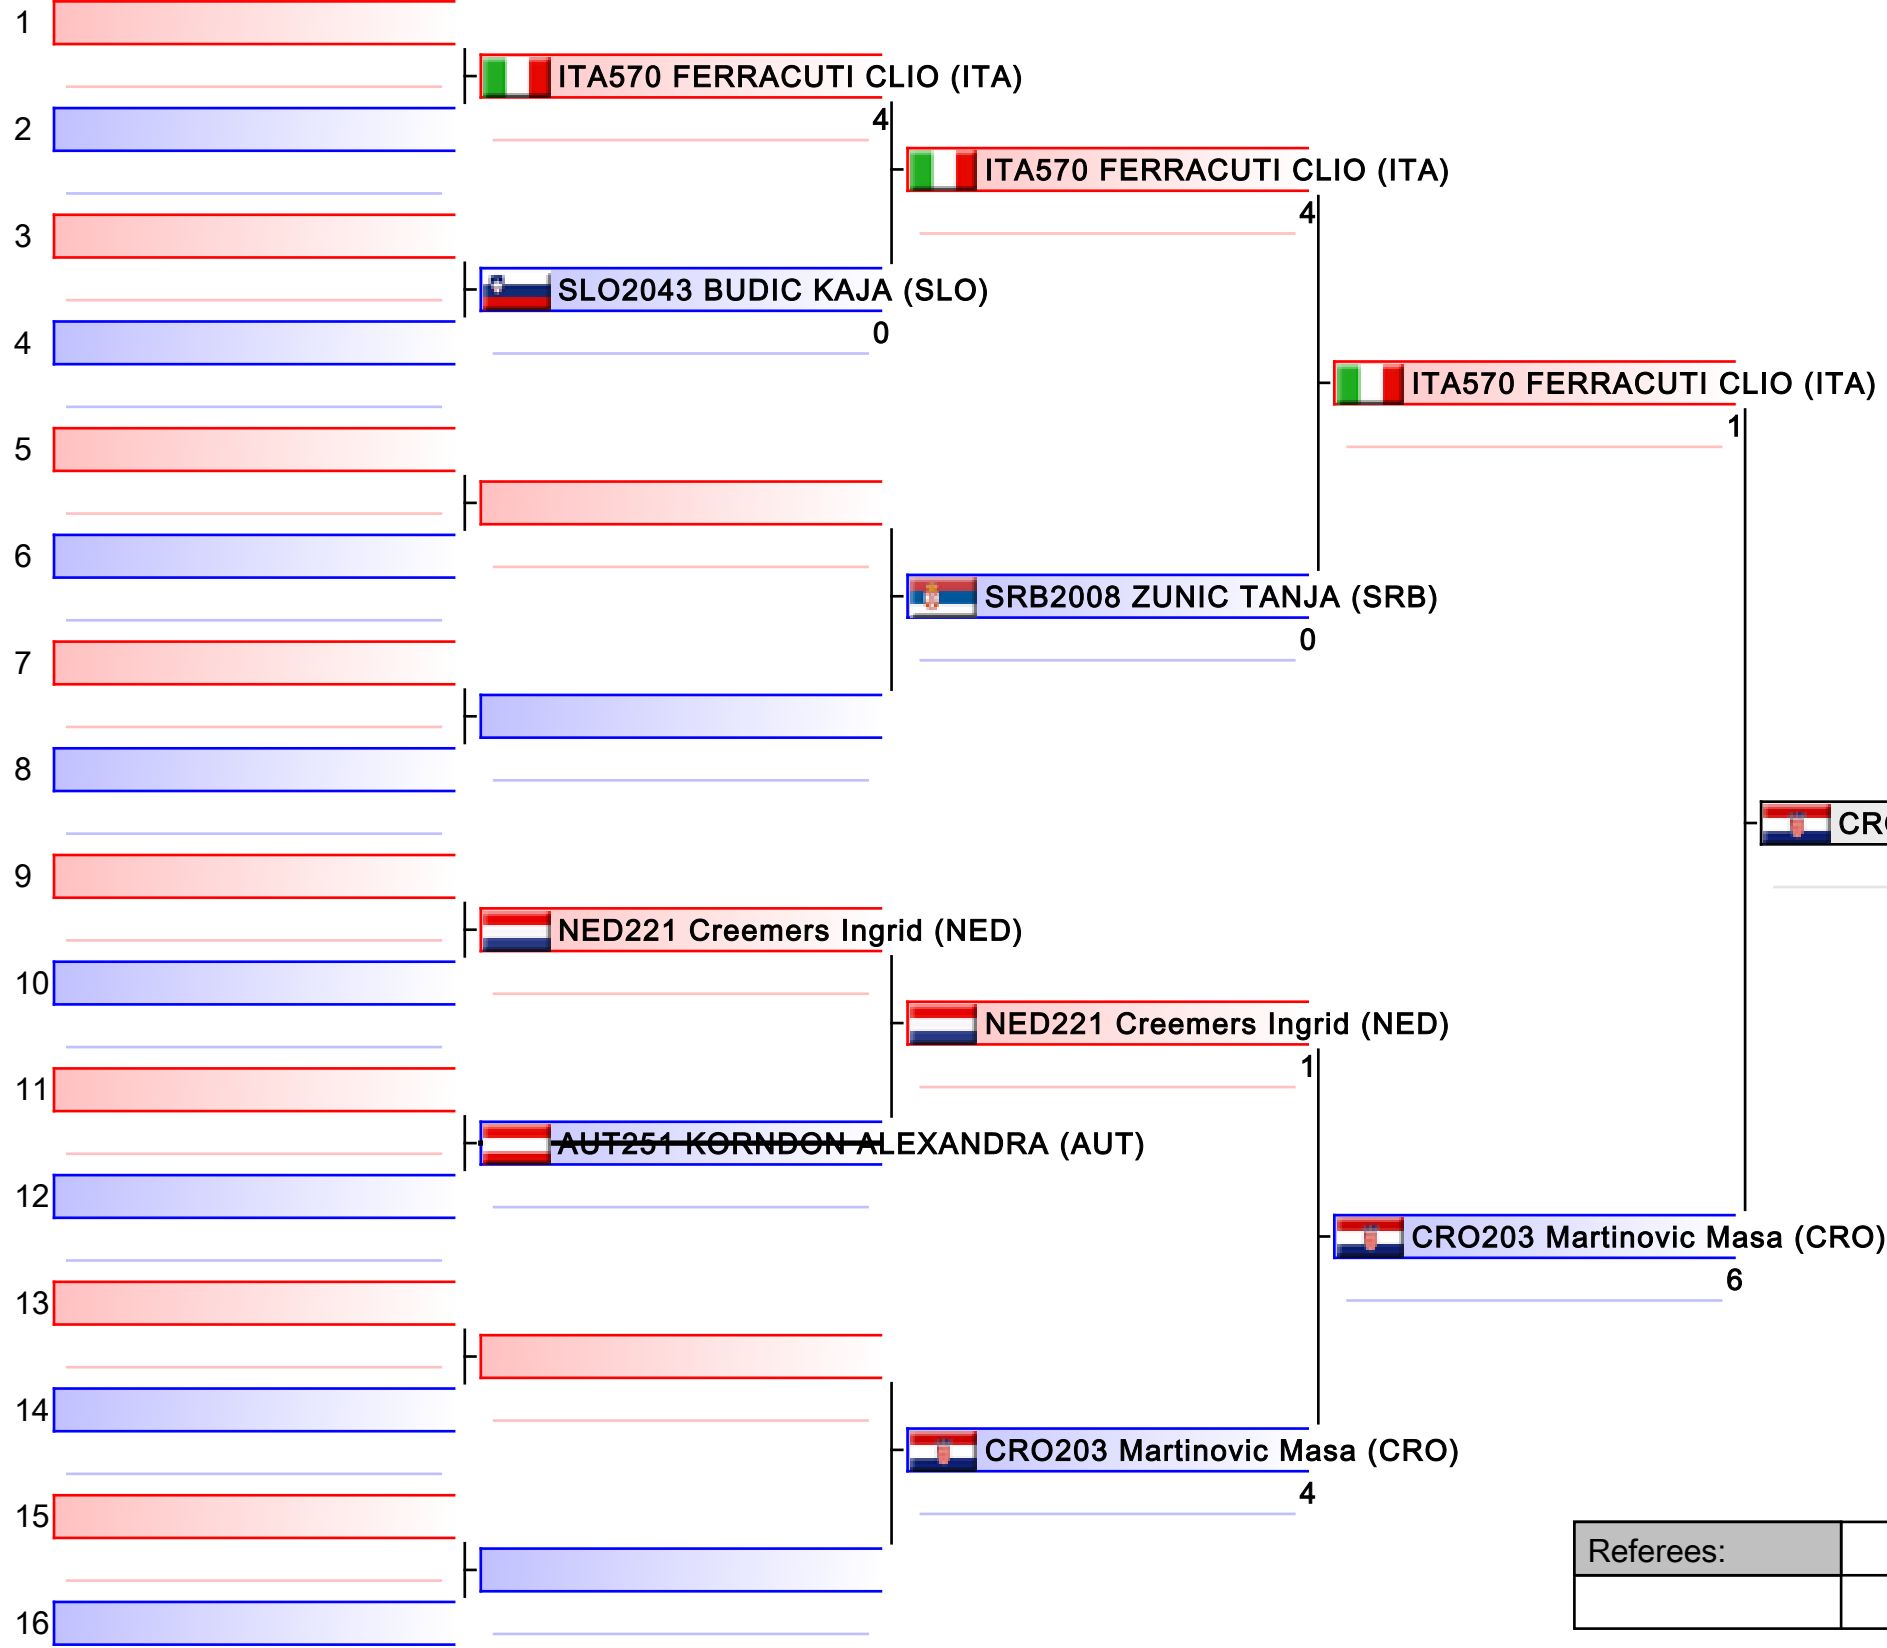 1
ITA570 FERRACUTI CLIO (ITA)
4
2
ITA570 FERRACUTI CLIO (ITA)
4
3
SLO2043 BUDIC KAJA (SLO)
0
4
ITA570 FERRACUTI CLIO (ITA)
1
5
6
SRB2008 ZUNIC TANJA (SRB)
0
7
8
9
NED221 Creemers Ingrid (NED)
10
NED221 Creemers Ingrid (NED)
1
11
AUT251 KORNDON ALEXANDRA (AUT)
12
CRO203 Martinovic Masa (CRO)
6
13
14
CRO203 Martinovic Masa (CRO)
4
15
Referees:
16